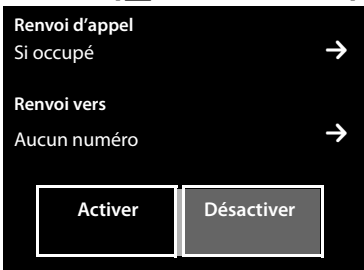 Renvoi d’appel
Si occupé
Renvoi vers
Aucun numéro
Activer Désactiver